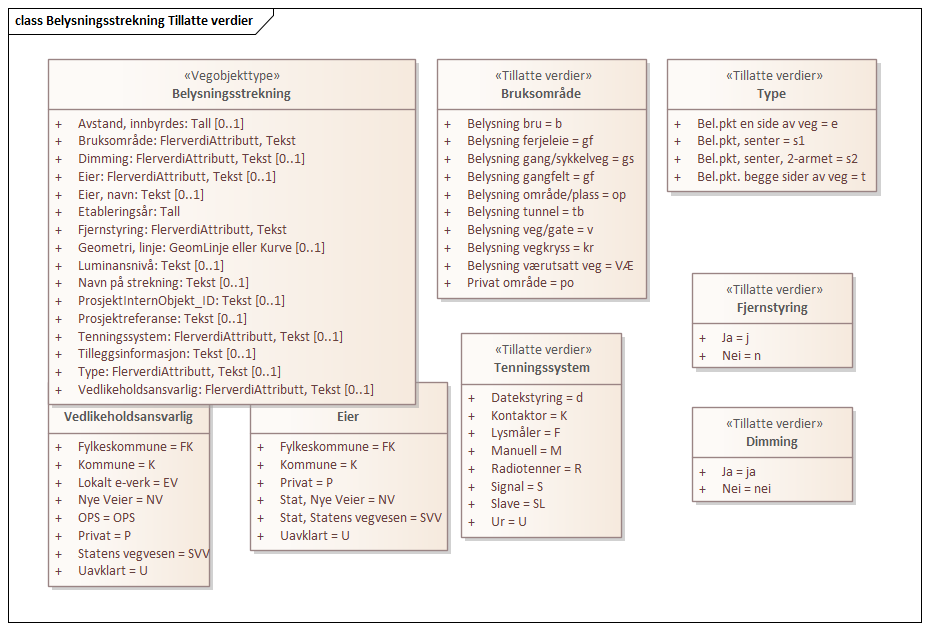 class Belysningsstrekning Tillatte verdier
«Vegobjekttype»
Belysningsstrekning
+ Avstand, innbyrdes: Tall [0..1]
+ Bruksområde: FlerverdiAttributt, Tekst
+ Dimming: FlerverdiAttributt, Tekst [0..1]
+ Eier: FlerverdiAttributt, Tekst [0..1]
+ Eier, navn: Tekst [0..1]
+ Etableringsår: Tall
+ Fjernstyring: FlerverdiAttributt, Tekst
+ Geometri, linje: GeomLinje eller Kurve [0..1]
+ Luminansnivå: Tekst [0..1]
+ Navn på strekning: Tekst [0..1]
+ ProsjektInternObjekt_ID: Tekst [0..1]
+ Prosjektreferanse: Tekst [0..1]
+ Tenningssystem: FlerverdiAttributt, Tekst [0..1]
+ Tilleggsinformasjon: Tekst [0..1]
+ Type: FlerverdiAttributt, Tekst [0..1]
+ Vedlikeholdsansvarlig: FlerverdiAttributt, Tekst [0..1]
«Tillatte verdier»
Bruksområde
+ Belysning bru = b
+ Belysning ferjeleie = gf
+ Belysning gang/sykkelveg = gs
+ Belysning gangfelt = gf
+ Belysning område/plass = op
+ Belysning tunnel = tb
+ Belysning veg/gate = v
+ Belysning vegkryss = kr
+ Belysning værutsatt veg = VÆ
+ Privat område = po
«Tillatte verdier»
Type
+ Bel.pkt en side av veg = e
+ Bel.pkt, senter = s1
+ Bel.pkt, senter, 2-armet = s2
+ Bel.pkt. begge sider av veg = t
«Tillatte verdier»
Fjernstyring
+ Ja = j
+ Nei = n
«Tillatte verdier»
Tenningssystem
+ Datekstyring = d
+ Kontaktor = K
+ Lysmåler = F
+ Manuell = M
+ Radiotenner = R
+ Signal = S
+ Slave = SL
+ Ur = U
«Tillatte verdier»
Dimming
+ Ja = ja
+ Nei = nei
Vedlikeholdsansvarlig
+ Fylkeskommune = FK
+ Kommune = K
+ Lokalt e-verk = EV
+ Nye Veier = NV
+ OPS = OPS
+ Privat = P
+ Statens vegvesen = SVV
+ Uavklart = U
Eier
+ Fylkeskommune = FK
+ Kommune = K
+ Privat = P
+ Stat, Nye Veier = NV
+ Stat, Statens vegvesen = SVV
+ Uavklart = U